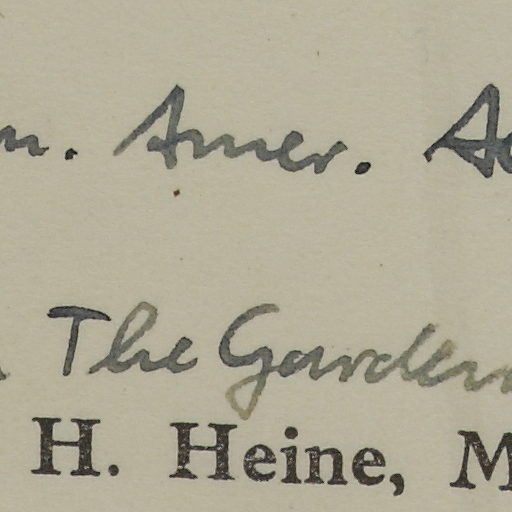 Amer.
The Garden
H. Heine,